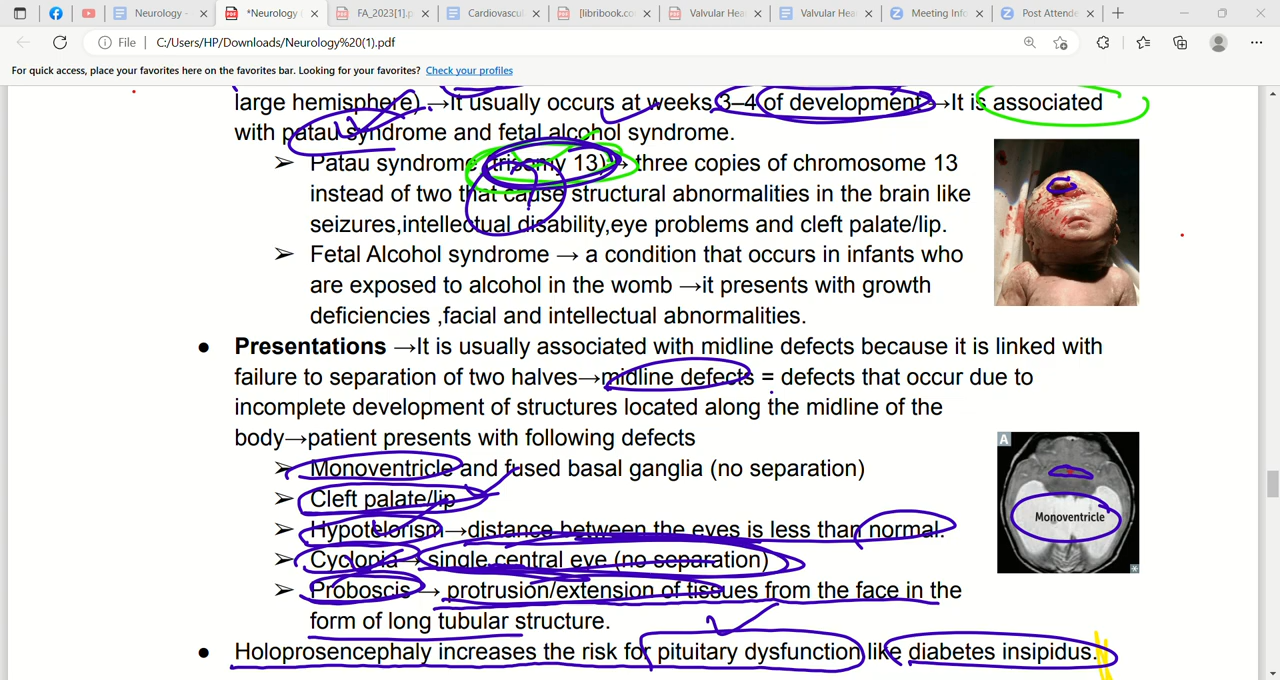 Neurology -
*Neurology
FA_2023[1].p
Cardiovascul
[libribook.co
Valvular Hea
Valvular Hea
Meeting Info
Post Attende
File
C:/Users/HP/Downloads/Neurology%20(1).pdf
For quick access, place your favorites here on the favorites bar. Looking for your favorites? Check your profiles
large hemisphere).→It usually occurs at weeks 3–4 of development→It is associated
with patau syndrome and fetal alconol syndrome.
➢ Patau syndrome (trisomy 13)→ three copies of chromosome 13
instead of two that cause structural abnormalities in the brain like
seizures,intellectual disability,eye problems and cleft palate/lip.
➢ Fetal Alcohol syndrome → a condition that occurs in infants who
are exposed to alcohol in the womb →it presents with growth
deficiencies ,facial and intellectual abnormalities.
● Presentations →It is usually associated with midline defects because it is linked with
failure to separation of two halves→midline defects = defects that occur due to
incomplete development of structures located along the midline of the
body→patient presents with following defects
A
➢ Monoventricle and fused basal ganglia (no separation)
➢ Cleft palate/lip
Monoventricle
➢ Hypotelorism→distance between the eyes is less than normal.
➢ Cyclopia→ single central eye (no separation)
➢ Proboscis → protrusion/extension of tissues from the face in the
form of long tubular structure.
● Holoprosencephaly increases the risk for pituitary dysfunction like diabetes insipidus.